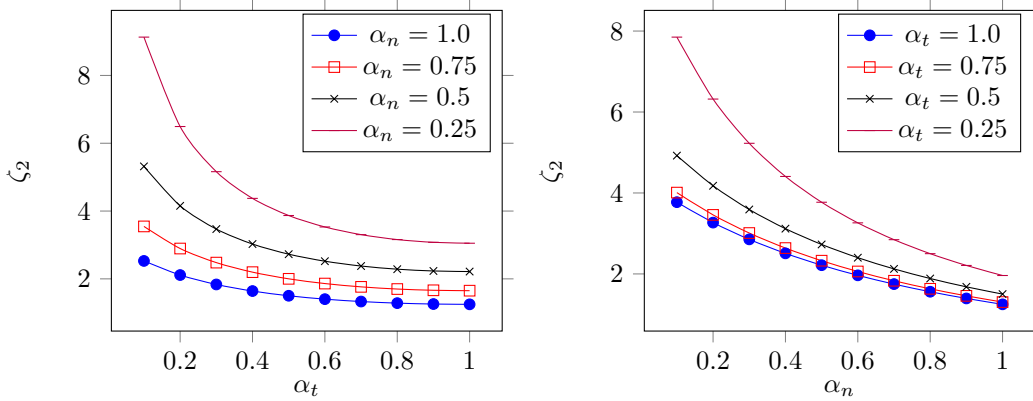 8
6
4
2
ζ₂
0.2 0.4 0.6 0.8 1
αₜ
αₙ = 1.0
αₙ = 0.75
αₙ = 0.5
αₙ = 0.25
8
6
4
2
ζ₂
0.2 0.4 0.6 0.8 1
αₙ
αₜ = 1.0
αₜ = 0.75
αₜ = 0.5
αₜ = 0.25